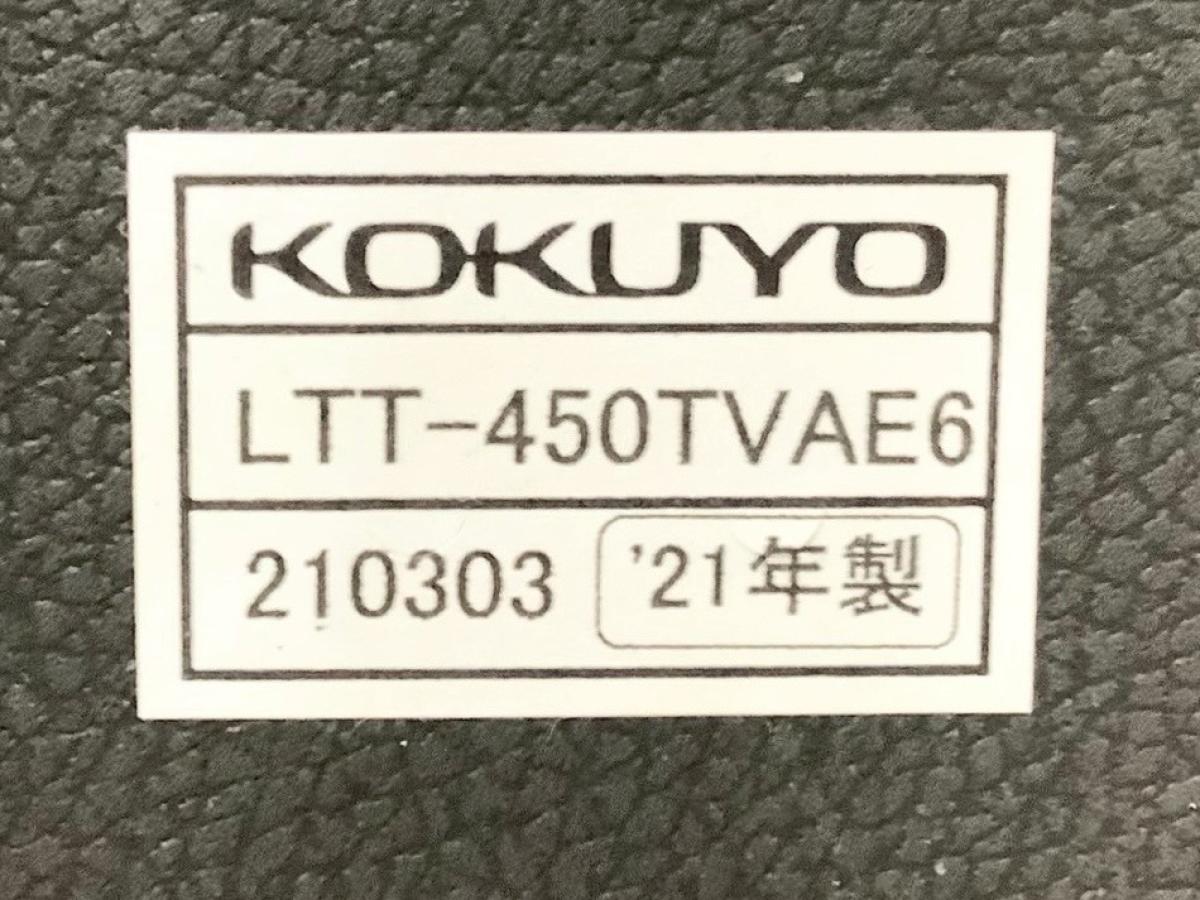 KOKUYO
LTT-450TVAE6
210303 '21年製